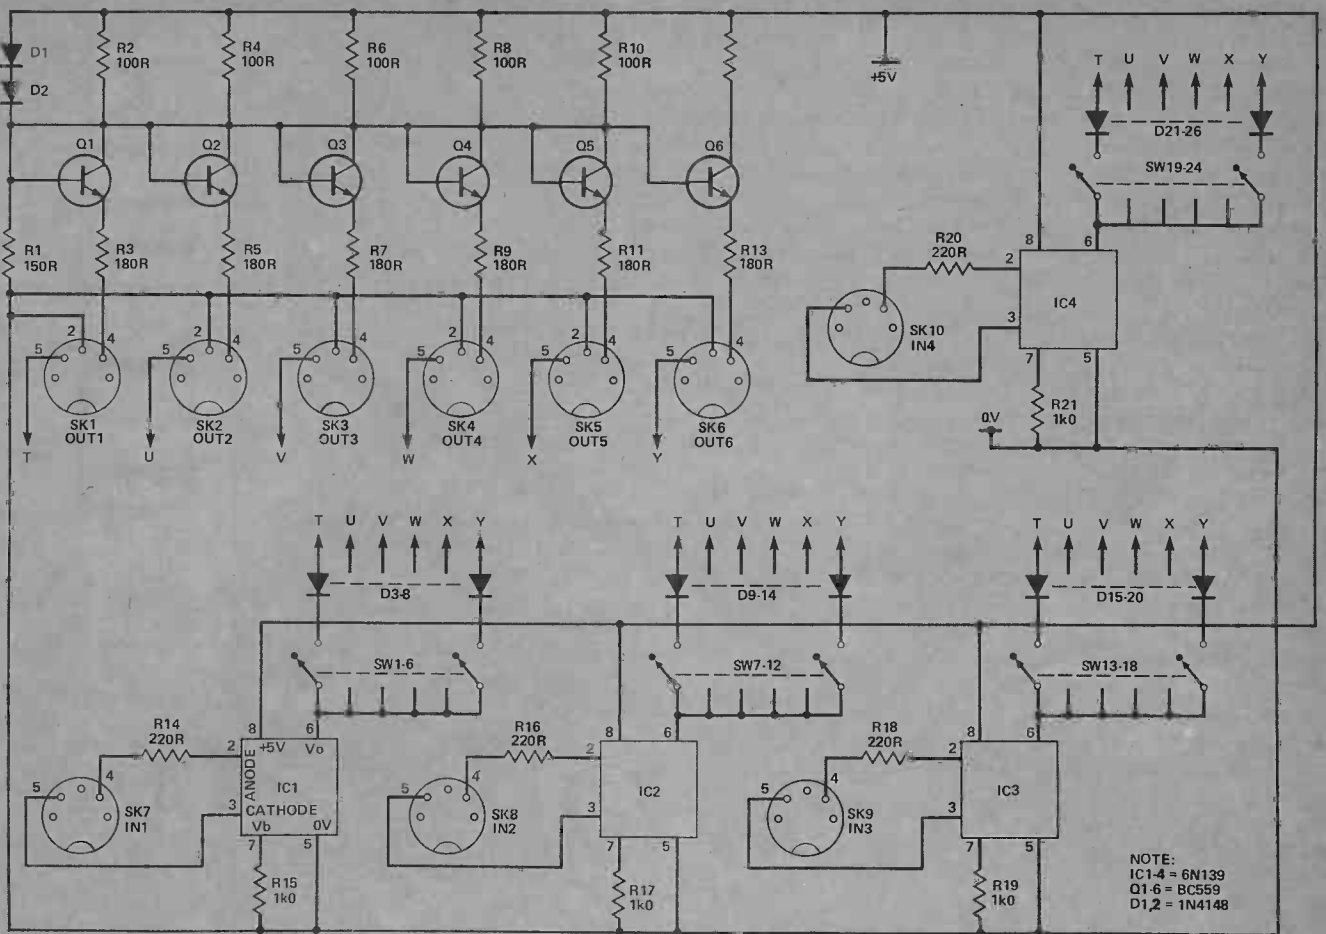 D1
D2
R2
100R
R4
100R
R6
100R
R8
100R
R10
100R
+5V
T U V W X Y
D21-26
SW19-24
Q1
Q2
Q3
Q4
Q5
Q6
R1
150R
R3
180R
R5
180R
R7
180R
R9
180R
R11
180R
R13
180R
R20
220R
8
6
2
3
7
5
IC4
SK10
IN4
R21
1k0
0V
5 2 4
SK1
OUT1
5 2 4
SK2
OUT2
5 2 4
SK3
OUT3
5 2 4
SK4
OUT4
5 2 4
SK5
OUT5
5 2 4
SK6
OUT6
T
U
V
W
X
Y
T U V W X Y
D3-8
SW1-6
T U V W X Y
D9-14
SW7-12
T U V W X Y
D15-20
SW13-18
R14
220R
5
4
SK7
IN1
8
6
2
3
7
5
+5V
Vo
ANODE
IC1
CATHODE
Vb
0V
R15
1k0
R16
220R
5
4
SK8
IN2
8
6
2
3
7
5
IC2
R17
1k0
R18
220R
5
4
SK9
IN3
8
6
2
3
7
5
IC3
R19
1k0
NOTE:
IC1-4 = 6N139
Q1-6 = BC559
D1,2 = 1N4148